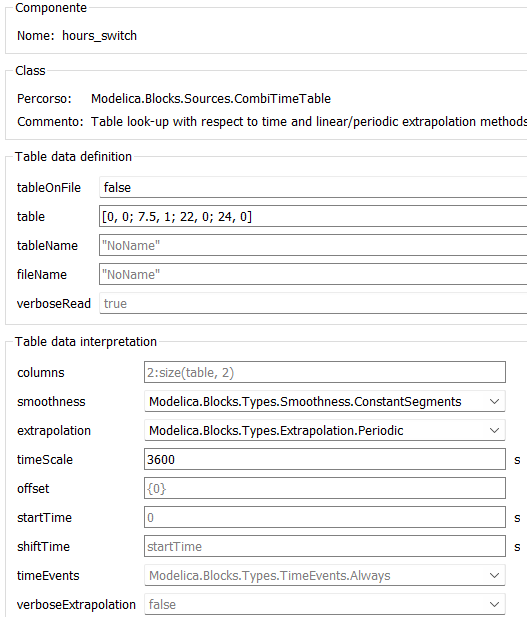 Componente
Nome: hours_switch
Class
Percorso: Modelica.Blocks.Sources.CombiTimeTable
Commento: Table look-up with respect to time and linear/periodic extrapolation methods
Table data definition
tableOnFile false
table [0, 0; 7.5, 1; 22, 0; 24, 0]
tableName "NoName"
fileName "NoName"
verboseRead true
Table data interpretation
columns 2:size(table, 2)
smoothness Modelica.Blocks.Types.Smoothness.ConstantSegments
extrapolation Modelica.Blocks.Types.Extrapolation.Periodic
timeScale 3600 s
offset {0}
startTime 0 s
shiftTime startTime s
timeEvents Modelica.Blocks.Types.TimeEvents.Always
verboseExtrapolation false